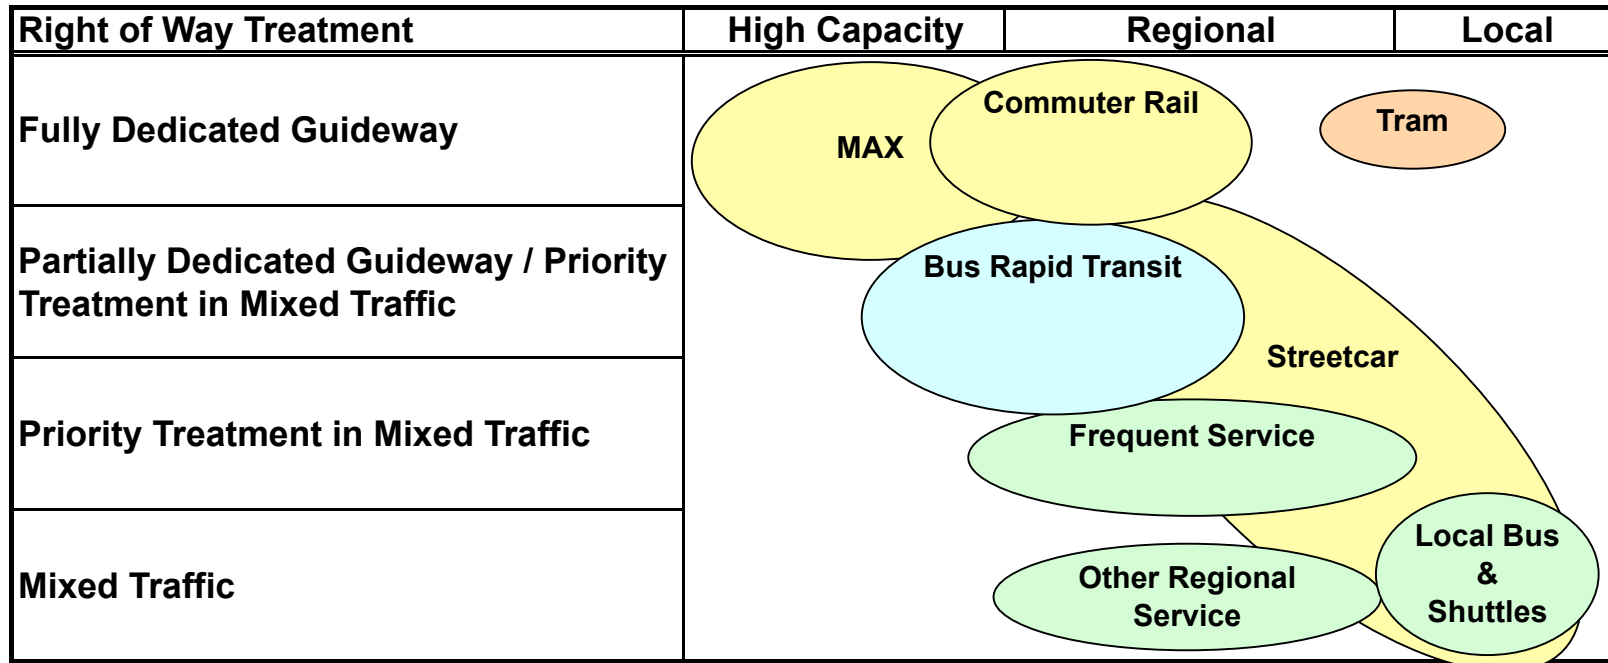 Right of Way Treatment
High Capacity
Regional
Local
Fully Dedicated Guideway
MAX
Commuter Rail
Tram
Partially Dedicated Guideway / Priority
Treatment in Mixed Traffic
Bus Rapid Transit
Streetcar
Priority Treatment in Mixed Traffic
Frequent Service
Mixed Traffic
Other Regional
Service
Local Bus
&
Shuttles